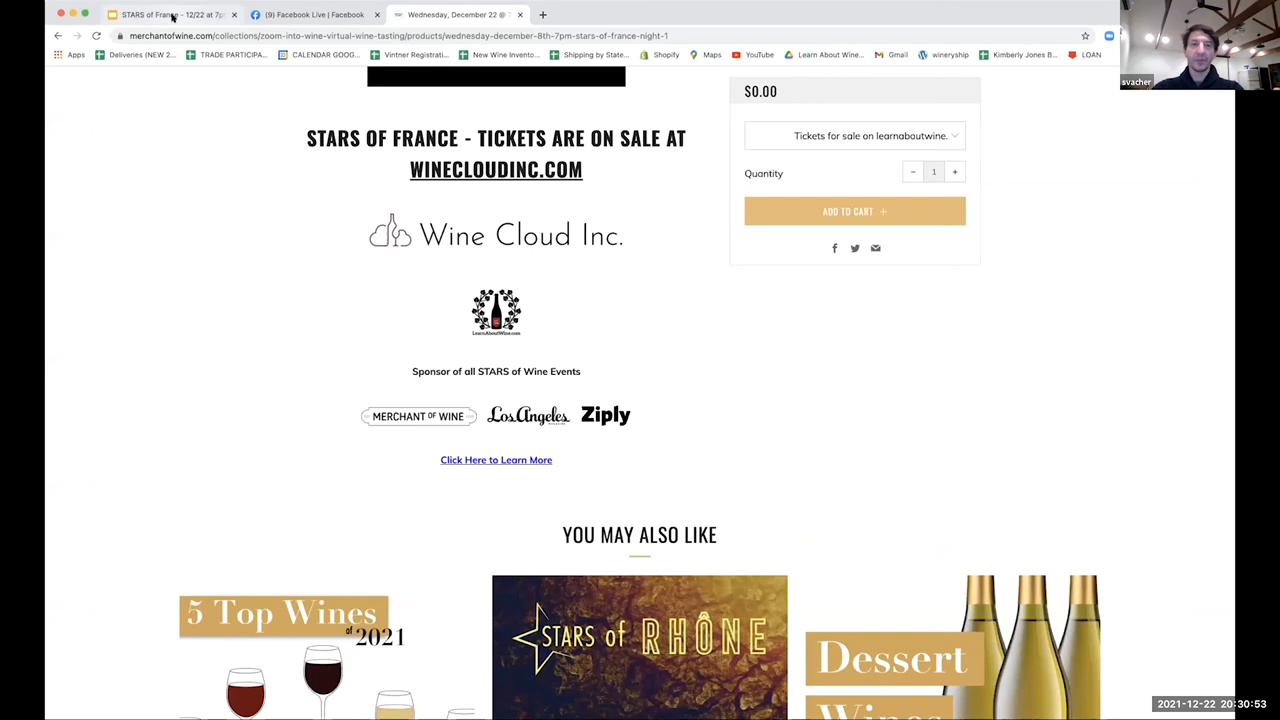 STARS of France - 12/22 at 7p
(9) Facebook Live | Facebook
Wednesday, December 22 @ 7
merchantofwine.com/collections/zoom-into-wine-virtual-wine-tasting/products/wednesday-december-8th-7pm-stars-of-france-night-1
Apps
Deliveries (NEW 2...
TRADE PARTICIPA...
CALENDAR GOOG...
Vintner Registrati...
New Wine Invento...
Shipping by State...
Shopify
Maps
YouTube
Learn About Wine...
Gmail
wineryship
Kimberly Jones B...
LOAN
svacher
$0.00
Tickets for sale on learnaboutwine.
Quantity
− 1 +
ADD TO CART +
STARS OF FRANCE - TICKETS ARE ON SALE AT
WINECLOUDINC.COM
Wine Cloud Inc.
LearnAboutWine.com
Sponsor of all STARS of Wine Events
MERCHANT OF WINE
Los Angeles
Ziply
Click Here to Learn More
YOU MAY ALSO LIKE
5 Top Wines
of 2021
STARS of RHÔNE
Dessert
Wines
2021-12-22 20:30:53